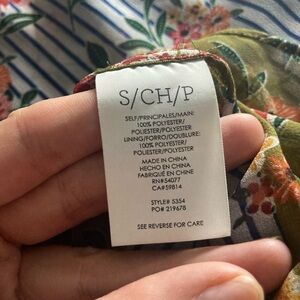 S/CH/P
SELF/PRINCIPALES/MAIN:
100% POLYESTER/
POLIESTER/POLYESTER
LINING/FORRO/DOUBLURE:
100% POLYESTER/
POLIESTER/POLYESTER
MADE IN CHINA
HECHO EN CHINA
FABRIQUÉ EN CHINE
RN#54077
CA#59814
STYLE# 5354
PO# 219678
SEE REVERSE FOR CARE